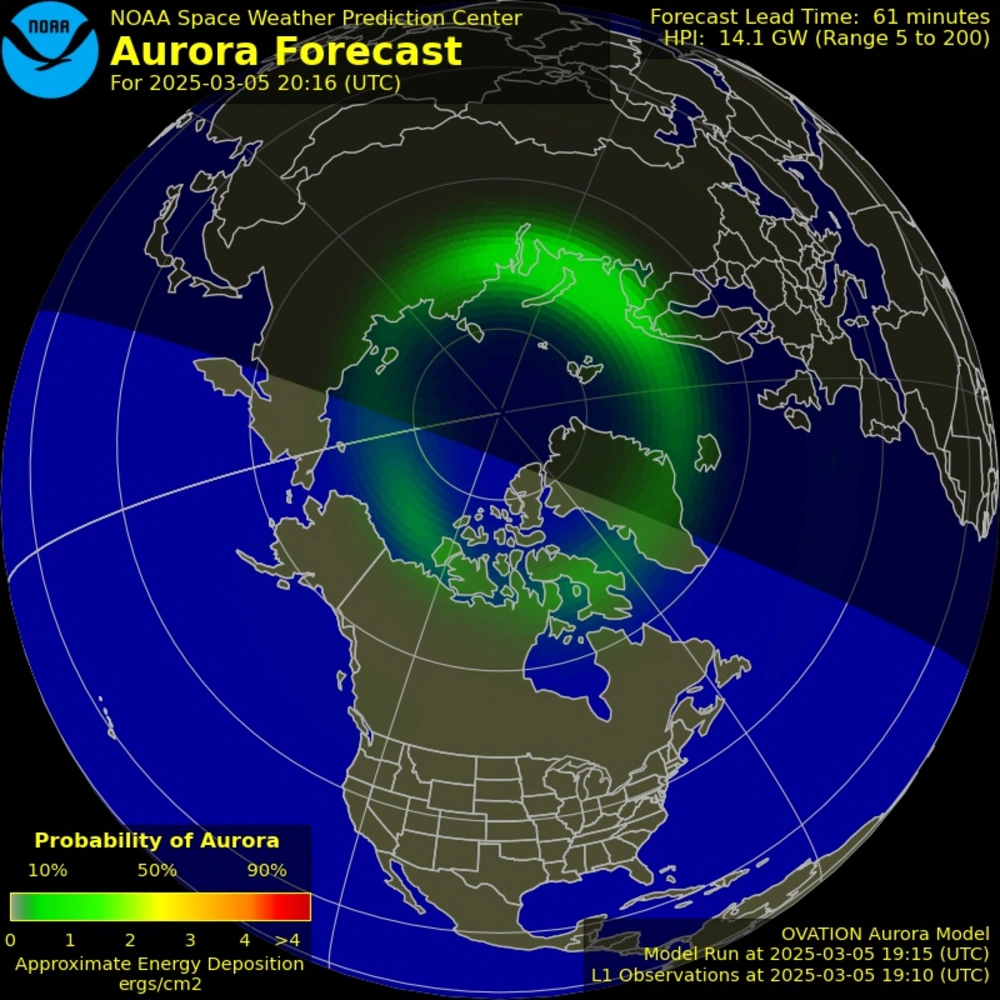 NOAA
NOAA Space Weather Prediction Center
Aurora Forecast
For 2025-03-05 20:16 (UTC)
Forecast Lead Time: 61 minutes
HPI: 14.1 GW (Range 5 to 200)
Probability of Aurora
10% 50% 90%
0 1 2 3 4 >4
Approximate Energy Deposition
ergs/cm2
OVATION Aurora Model
Model Run at 2025-03-05 19:15 (UTC)
L1 Observations at 2025-03-05 19:10 (UTC)